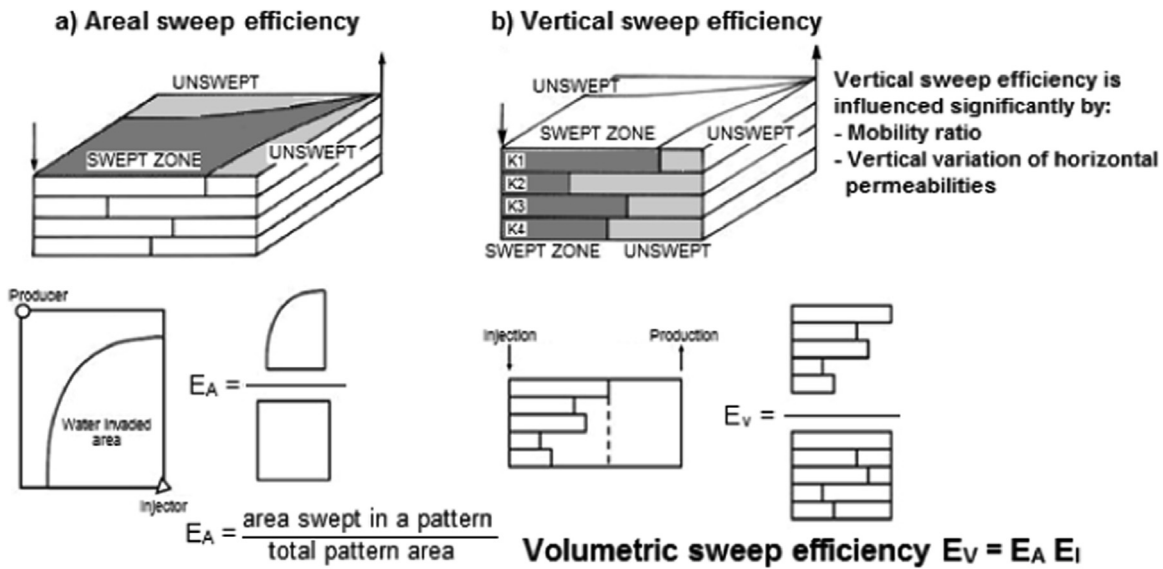 a) Areal sweep efficiency
UNSWEPT
SWEPT ZONE
UNSWEPT
Producer
Water Invaded
area
Injector
EA =
EA = area swept in a pattern
total pattern area
b) Vertical sweep efficiency
UNSWEPT
SWEPT ZONE
UNSWEPT
K1
K2
K3
K4
SWEPT ZONE
UNSWEPT
Vertical sweep efficiency is
influenced significantly by:
- Mobility ratio
- Vertical variation of horizontal
permeabilities
Injection
Production
Ev =
Volumetric sweep efficiency EV = EA EI